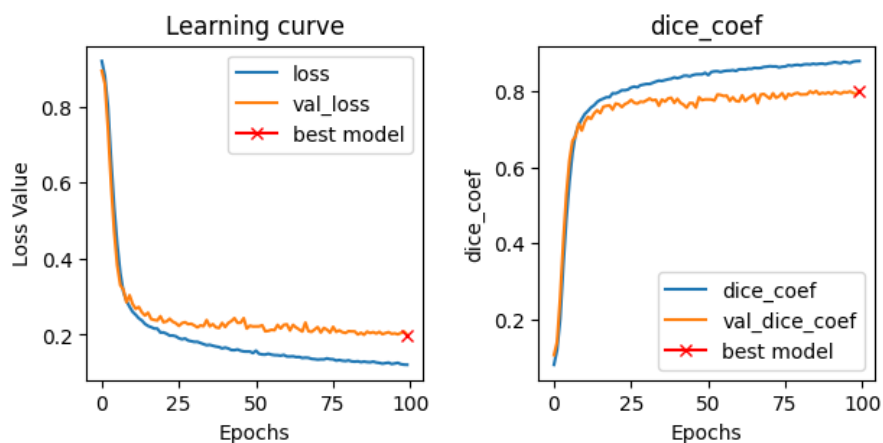 Learning curve
Loss Value
0.8
0.6
0.4
0.2
loss
val_loss
best model
0
25
50
75
100
Epochs
dice_coef
dice_coef
0.8
0.6
0.4
0.2
dice_coef
val_dice_coef
best model
0
25
50
75
100
Epochs